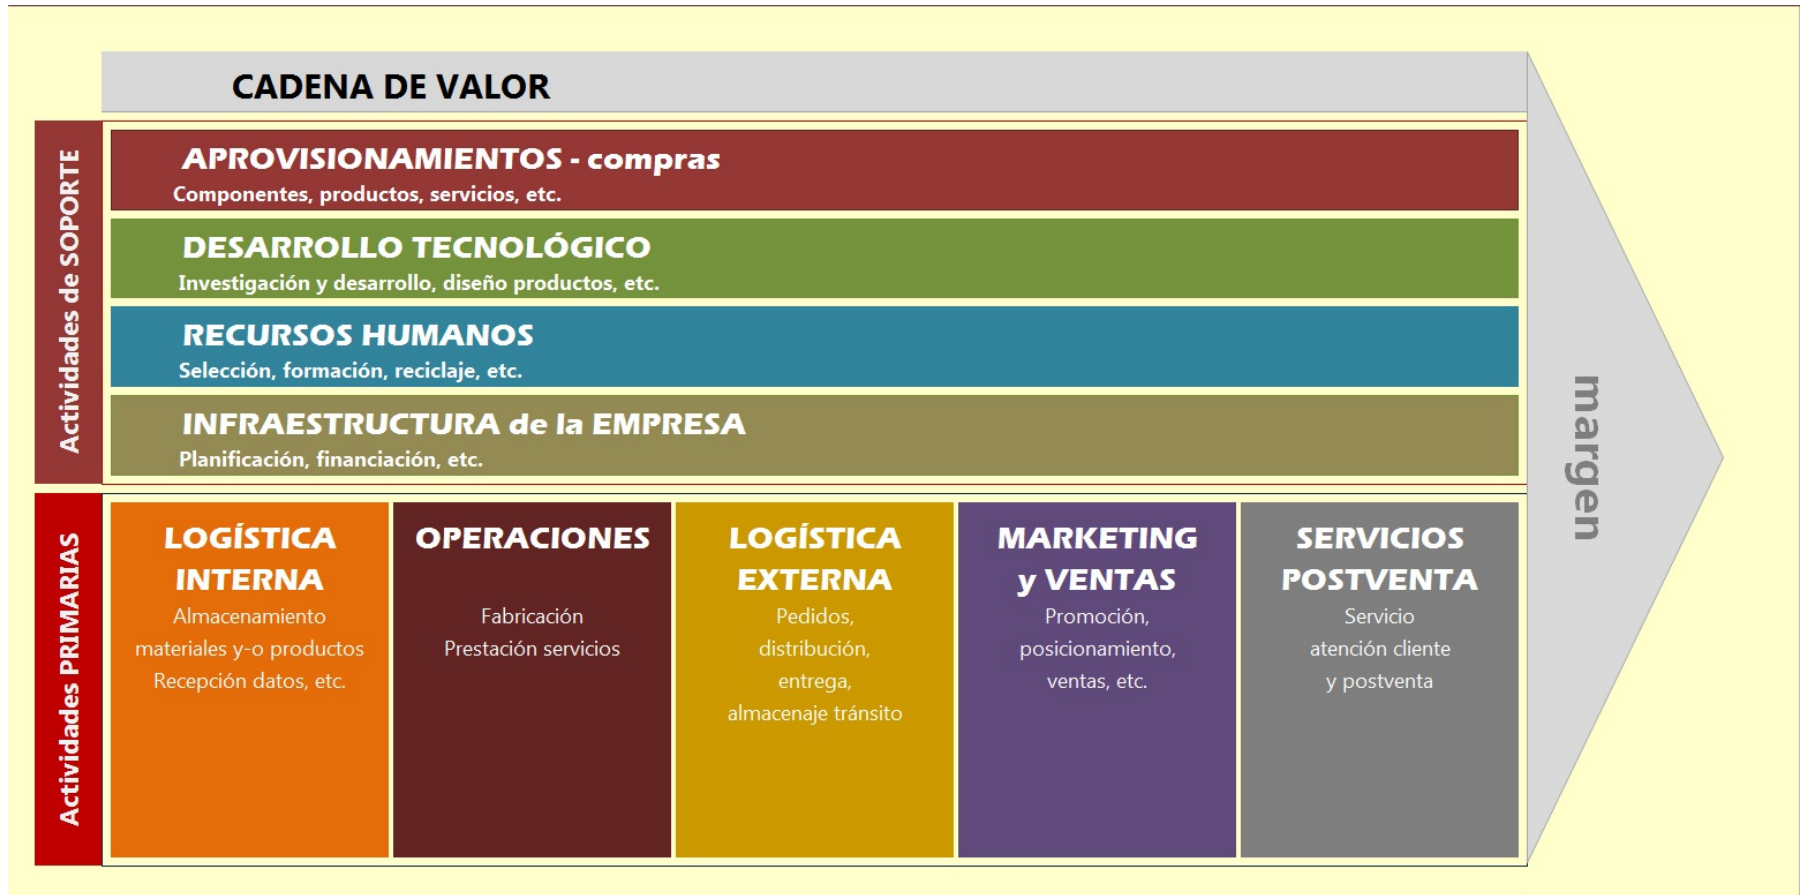 CADENA DE VALOR
Actividades de SOPORTE
APROVISIONAMIENTOS - compras
Componentes, productos, servicios, etc.
DESARROLLO TECNOLÓGICO
Investigación y desarrollo, diseño productos, etc.
RECURSOS HUMANOS
Selección, formación, reciclaje, etc.
INFRAESTRUCTURA de la EMPRESA
Planificación, financiación, etc.
margen
Actividades PRIMARIAS
LOGÍSTICA
INTERNA
Almacenamiento
materiales y-o productos
Recepción datos, etc.
OPERACIONES
Fabricación
Prestación servicios
LOGÍSTICA
EXTERNA
Pedidos,
distribución,
entrega,
almacenaje tránsito
MARKETING
y VENTAS
Promoción,
posicionamiento,
ventas, etc.
SERVICIOS
POSTVENTA
Servicio
atención cliente
y postventa